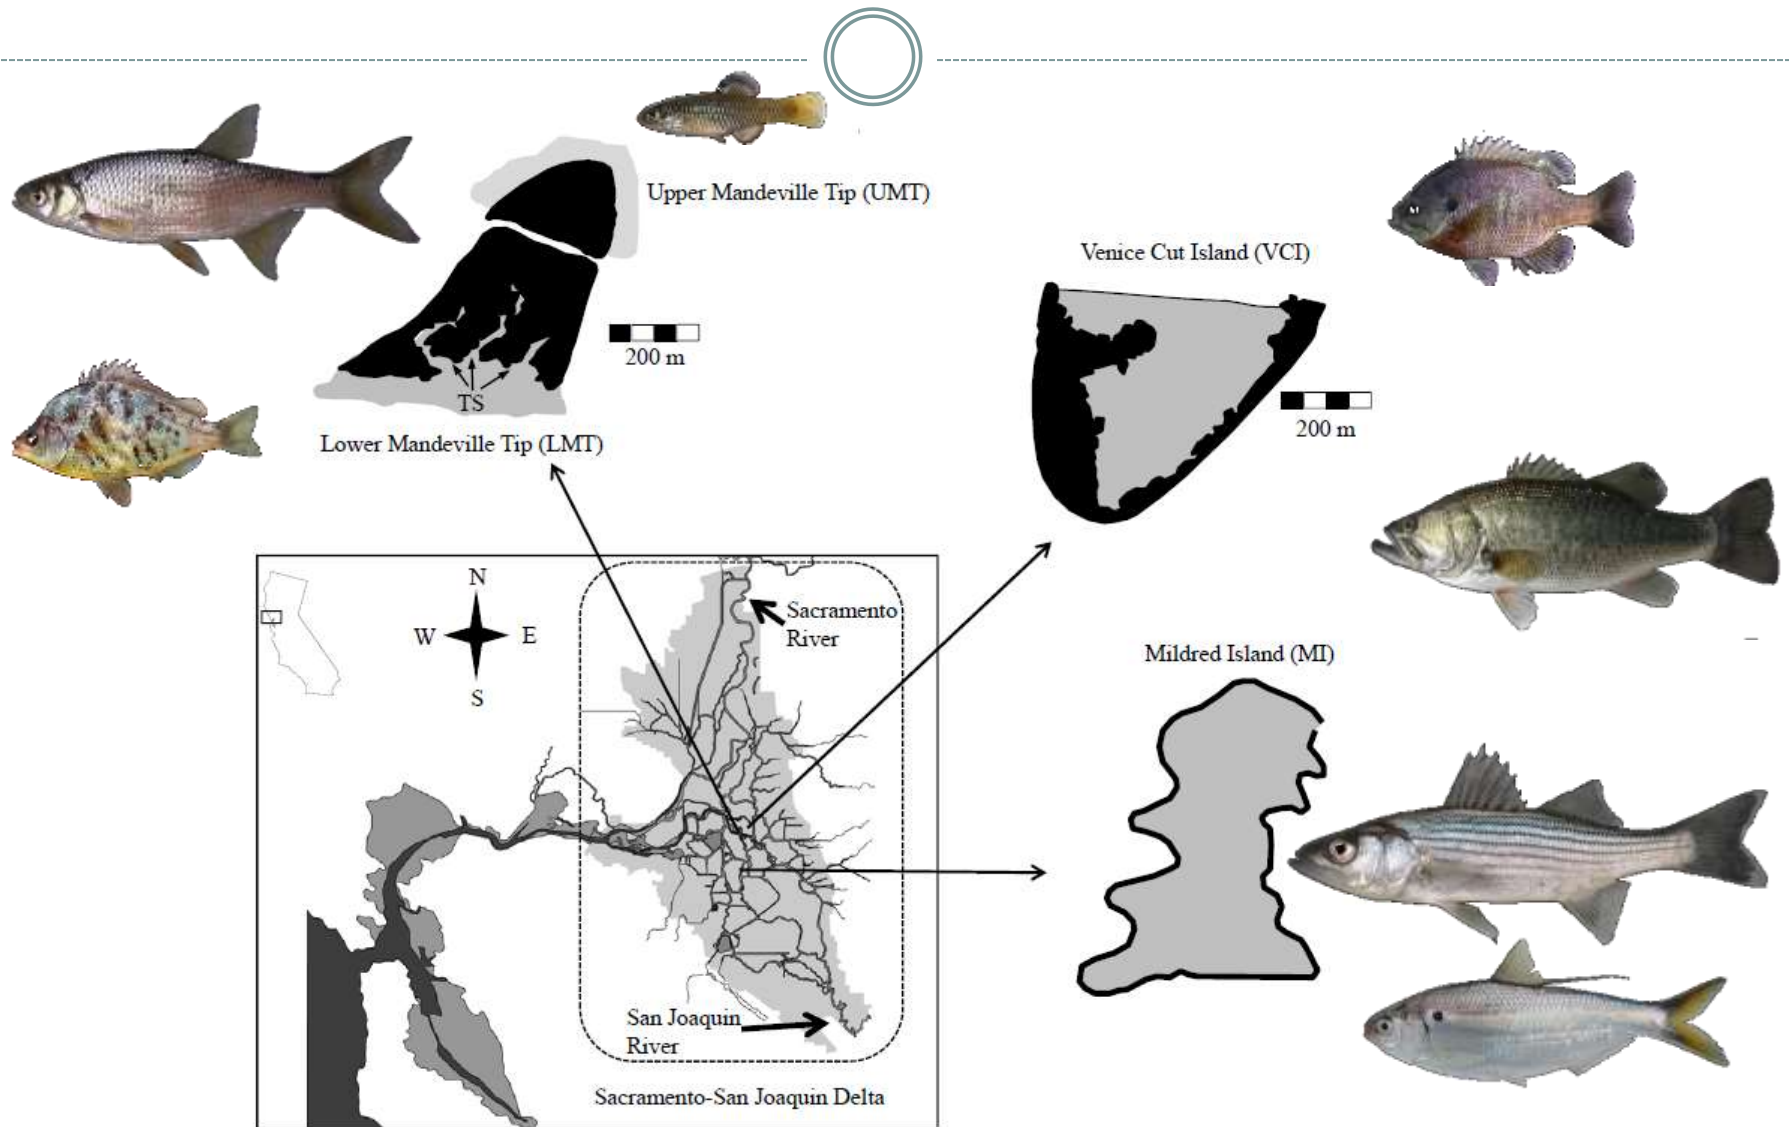 Upper Mandeville Tip (UMT)
200 m
TS
Lower Mandeville Tip (LMT)
Venice Cut Island (VCI)
200 m
Mildred Island (MI)
N
W
E
S
Sacramento
River
San Joaquin
River
Sacramento-San Joaquin Delta